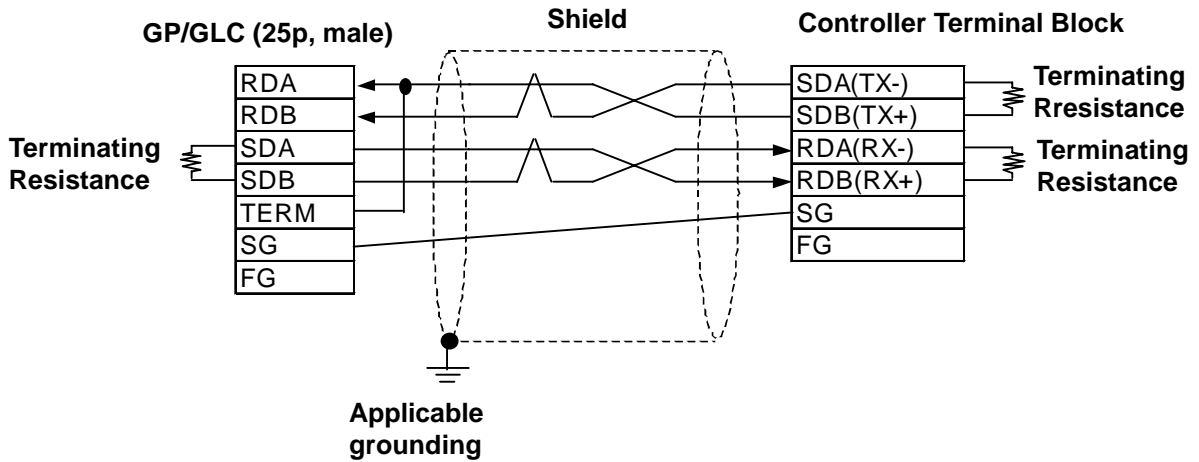 Shield
GP/GLC (25p, male)
Controller Terminal Block
RDA
RDB
SDA
SDB
TERM
SG
FG
Terminating
Resistance
SDA(TX-)
SDB(TX+)
RDA(RX-)
RDB(RX+)
SG
FG
Terminating
Rresistance
Terminating
Resistance
Applicable
grounding